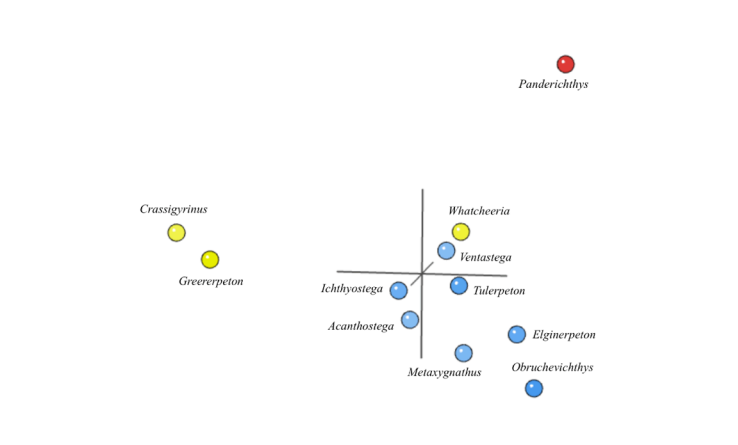 Panderichthys
Crassigyrinus
Whatcheeria
Ventastega
Greererpeton
Ichthyostega
Tulerpeton
Acanthostega
Elginerpeton
Metaxygnathus
Obruchevichthys